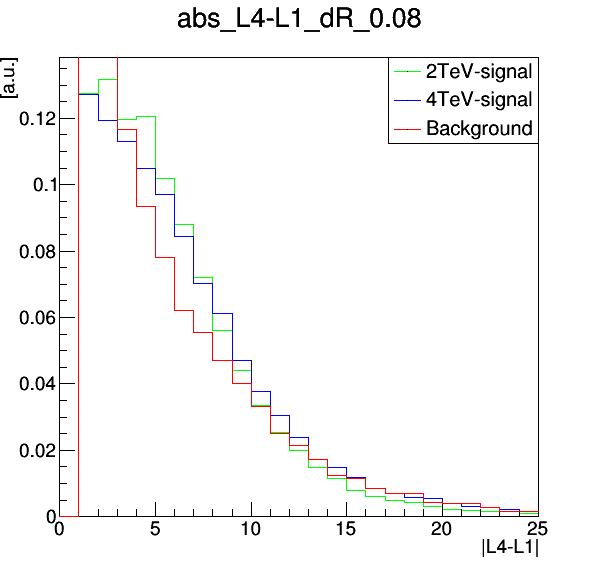 abs_L4-L1_dR_0.08
[a.u.]
2TeV-signal
4TeV-signal
Background
0.12
0.1
0.08
0.06
0.04
0.02
0
0 5 10 15 20 25
|L4-L1|